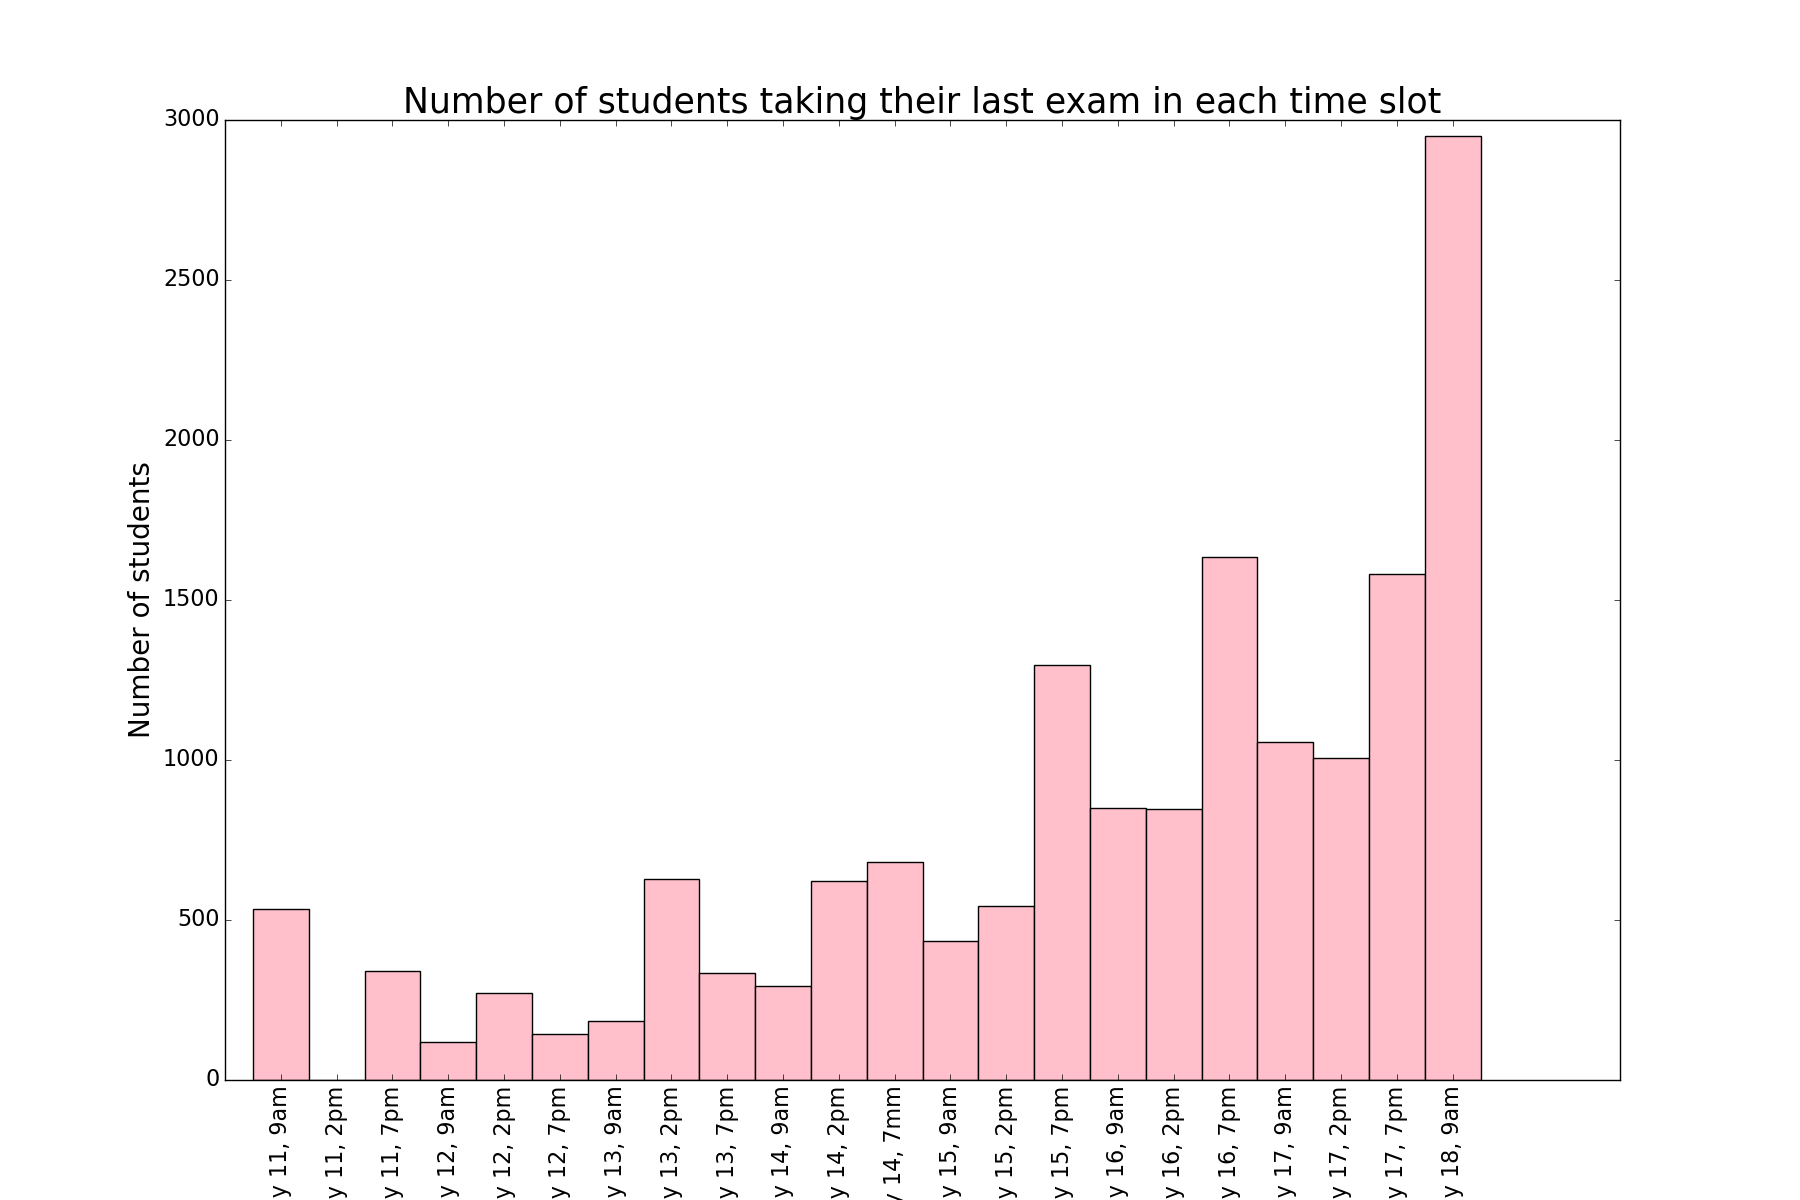 Number of students taking their last exam in each time slot
Number of students
3000
2500
2000
1500
1000
500
0
y 11, 9am
y 11, 2pm
y 11, 7pm
y 12, 9am
y 12, 2pm
y 12, 7pm
y 13, 9am
y 13, 2pm
y 13, 7pm
y 14, 9am
y 14, 2pm
y 14, 7mm
y 15, 9am
y 15, 2pm
y 15, 7pm
y 16, 9am
y 16, 2pm
y 16, 7pm
y 17, 9am
y 17, 2pm
y 17, 7pm
y 18, 9am